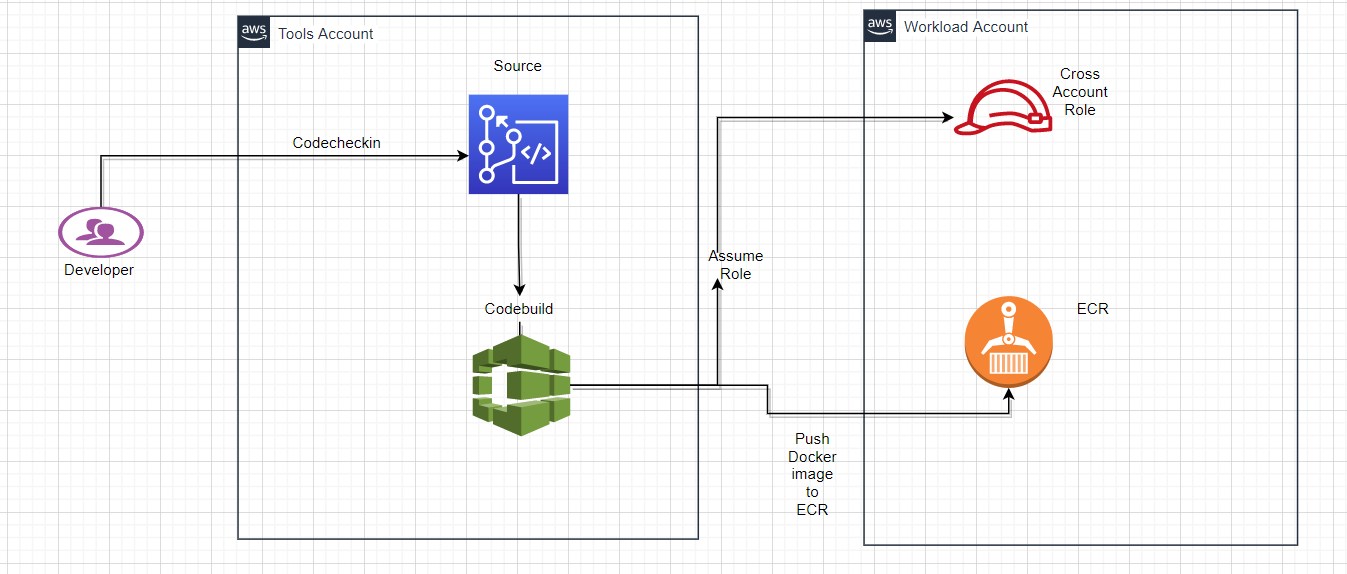 aws
Tools Account
Source
Codecheckin
Developer
Codebuild
Assume
Role
Push
Docker
image
to
ECR
aws
Workload Account
Cross
Account
Role
ECR